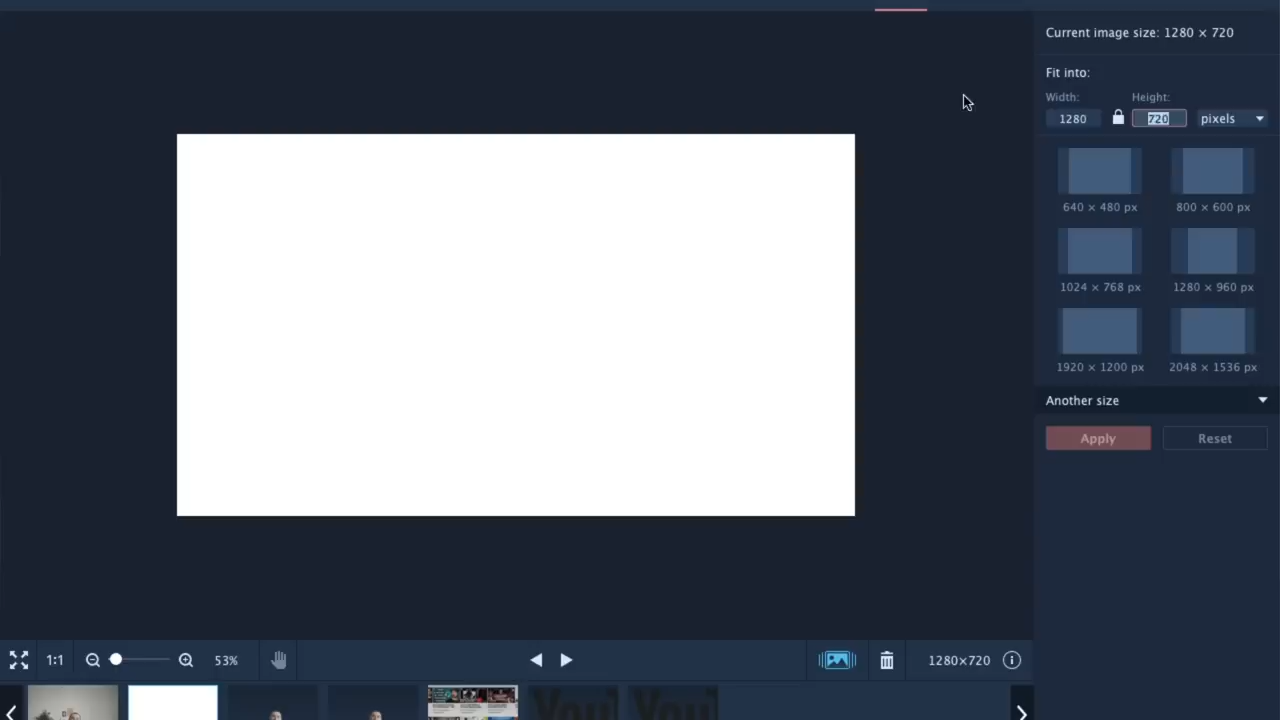 Current image size: 1280 × 720
Fit into:
Width: Height:
1280 720 pixels
640 × 480 px 800 × 600 px
1024 × 768 px 1280 × 960 px
1920 × 1200 px 2048 × 1536 px
Another size
Apply Reset
1:1 53% 1280×720
You You